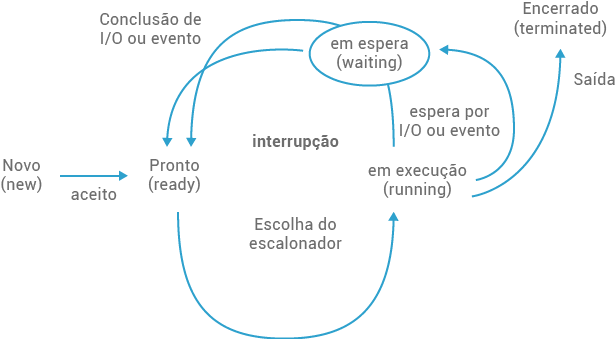 Conclusão de
I/O ou evento
em espera
(waiting)
Encerrado
(terminated)
Saída
espera por
I/O ou evento
interrupção
Novo
(new)
aceito
Pronto
(ready)
em execução
(running)
Escolha do
escalonador